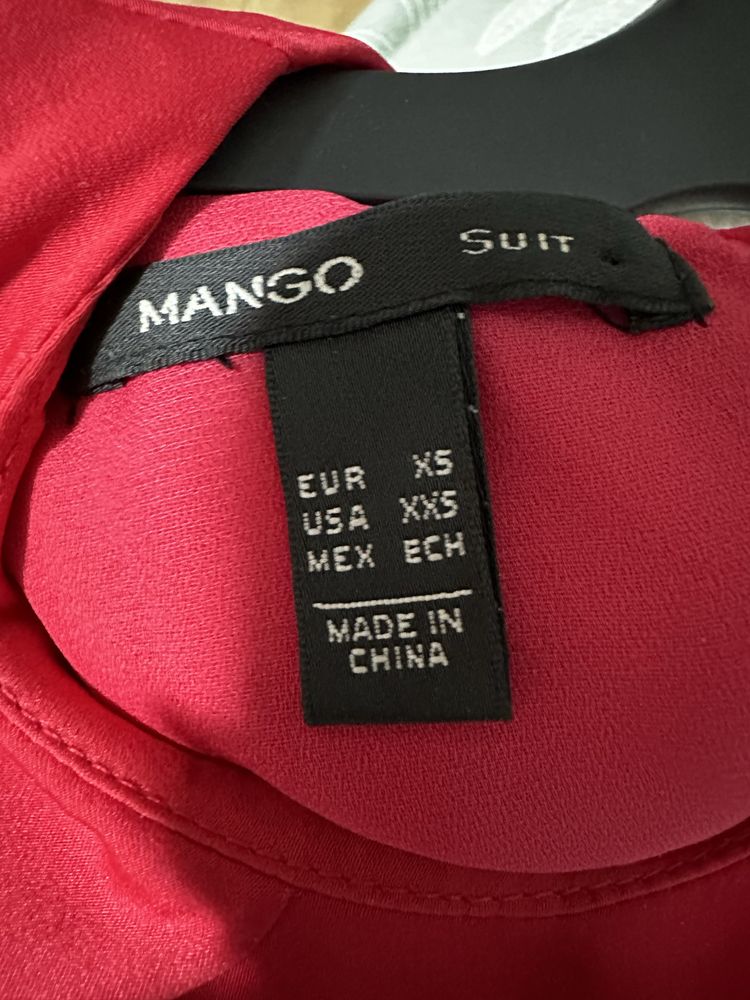 MANGO SUIT
EUR XS
USA XXS
MEX ECH
MADE IN
CHINA